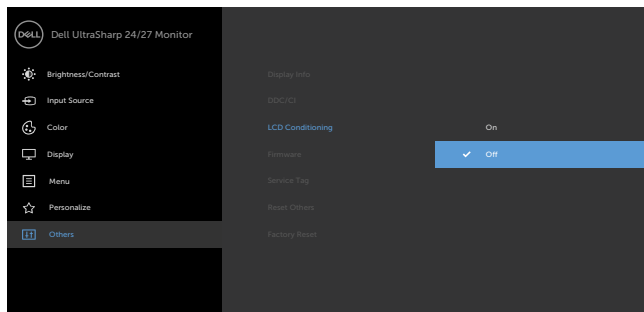 DELL Dell UltraSharp 24/27 Monitor
Brightness/Contrast
Input Source
Color
Display
Menu
Personalize
Others
Display Info
DDC/CI
LCD Conditioning
Firmware
Service Tag
Reset Others
Factory Reset
On
Off